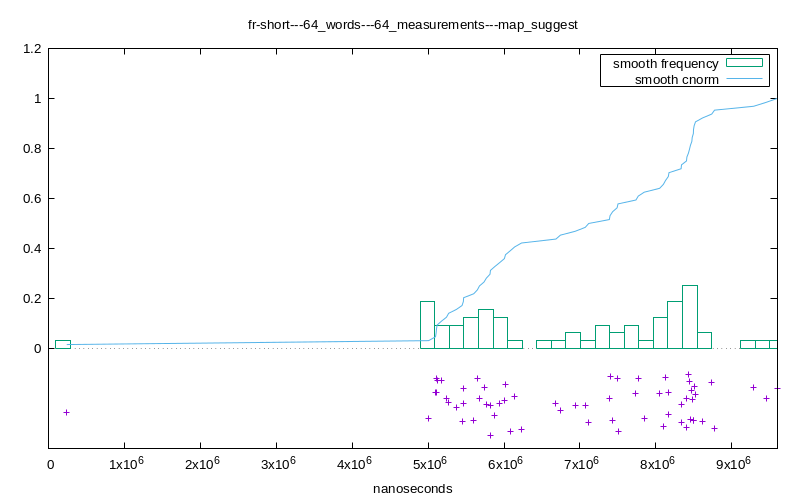 fr-short---64_words---64_measurements---map_suggest
smooth frequency
smooth cnorm
1.2
1
0.8
0.6
0.4
0.2
0
0 1x10^6 2x10^6 3x10^6 4x10^6 5x10^6 6x10^6 7x10^6 8x10^6 9x10^6
nanoseconds